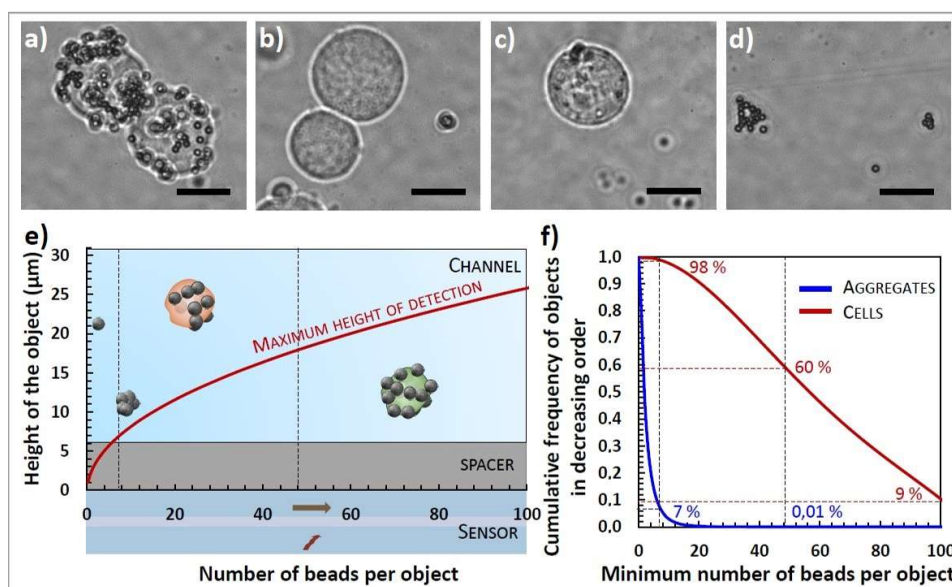 a)
b)
c)
d)
e)
Height of the object (µm)
30
25
20
15
10
5
0
CHANNEL
MAXIMUM HEIGHT OF DETECTION
SPACER
0
20
40
60
80
100
SENSOR
Number of beads per object
f)
Cumulative frequency of objects
in decreasing order
1.0
0.9
0.8
0.7
0.6
0.5
0.4
0.3
0.2
0.1
0.0
98 %
AGGREGATES
CELLS
60 %
9 %
7 %
0,01 %
0
20
40
60
80
100
Minimum number of beads per object